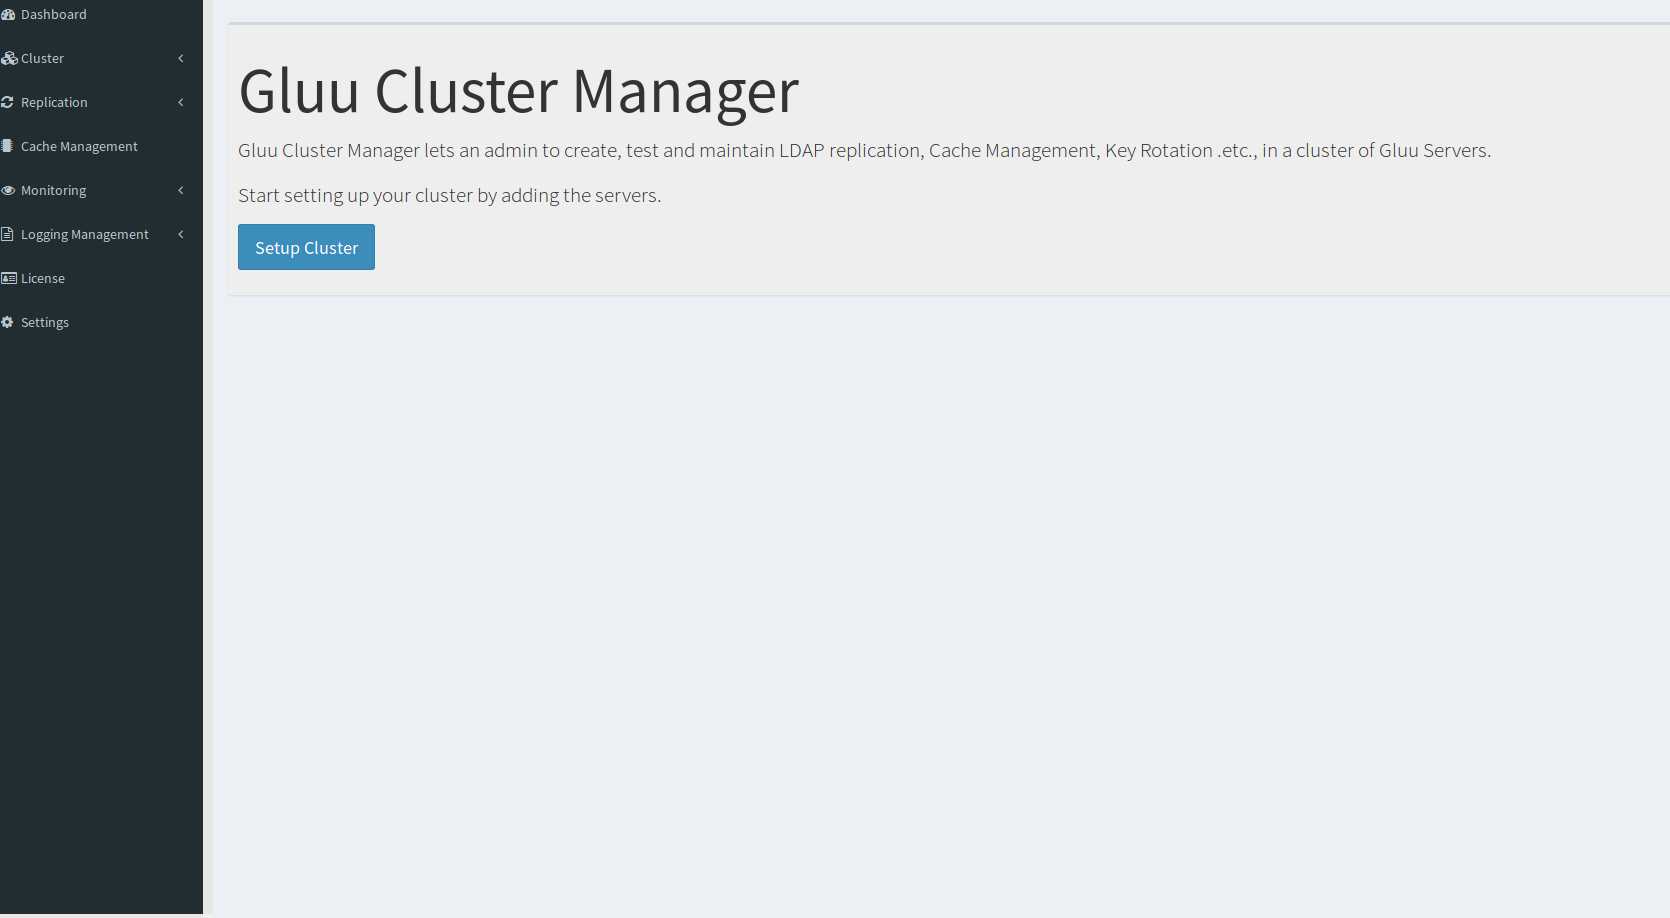 Dashboard
Cluster
Replication
Cache Management
Monitoring
Logging Management
License
Settings
Gluu Cluster Manager
Gluu Cluster Manager lets an admin to create, test and maintain LDAP replication, Cache Management, Key Rotation .etc., in a cluster of Gluu Servers.
Start setting up your cluster by adding the servers.
Setup Cluster